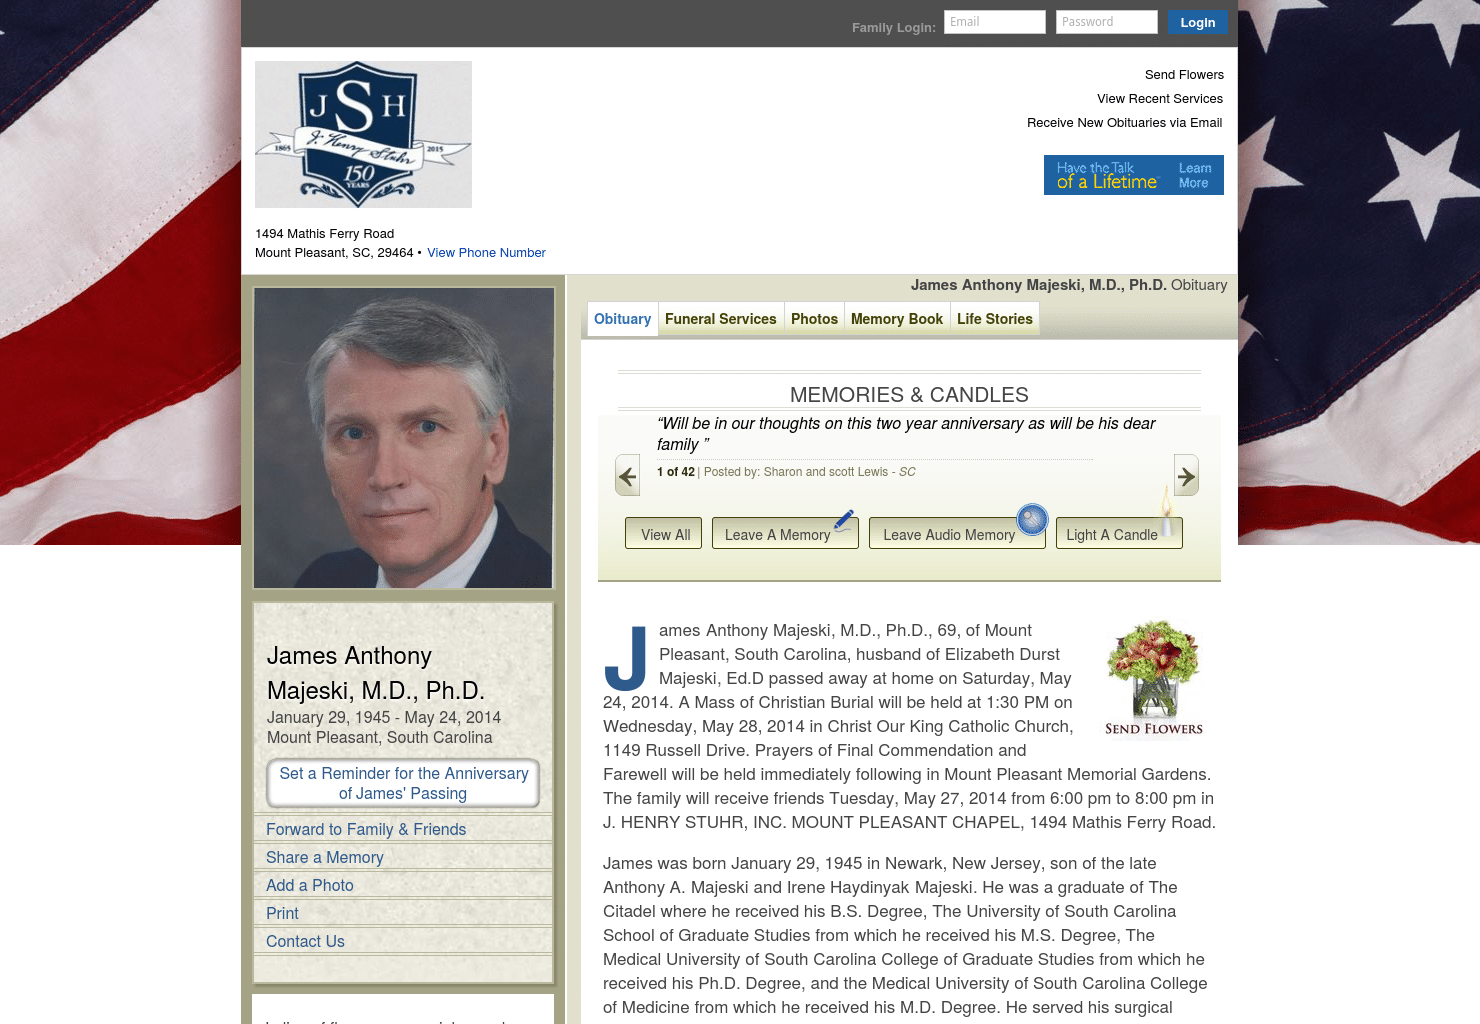 Family Login:
Email
Password
Login
JSH
1865 J. Henry Stuhr 2015
150
YEARS
Send Flowers
View Recent Services
Receive New Obituaries via Email
Have the Talk
of a Lifetime
Learn
More
1494 Mathis Ferry Road
Mount Pleasant, SC, 29464 • View Phone Number
James Anthony Majeski, M.D., Ph.D. Obituary
Obituary
Funeral Services
Photos
Memory Book
Life Stories
MEMORIES & CANDLES
“Will be in our thoughts on this two year anniversary as will be his dear
family ”
1 of 42 | Posted by: Sharon and scott Lewis - SC
View All
Leave A Memory
Leave Audio Memory
Light A Candle
James Anthony
Majeski, M.D., Ph.D.
January 29, 1945 - May 24, 2014
Mount Pleasant, South Carolina
Set a Reminder for the Anniversary
of James' Passing
Forward to Family & Friends
Share a Memory
Add a Photo
Print
Contact Us
James Anthony Majeski, M.D., Ph.D., 69, of Mount
Pleasant, South Carolina, husband of Elizabeth Durst
Majeski, Ed.D passed away at home on Saturday, May
24, 2014. A Mass of Christian Burial will be held at 1:30 PM on
Wednesday, May 28, 2014 in Christ Our King Catholic Church,
1149 Russell Drive. Prayers of Final Commendation and
Farewell will be held immediately following in Mount Pleasant Memorial Gardens.
The family will receive friends Tuesday, May 27, 2014 from 6:00 pm to 8:00 pm in
J. HENRY STUHR, INC. MOUNT PLEASANT CHAPEL, 1494 Mathis Ferry Road.
SEND FLOWERS
James was born January 29, 1945 in Newark, New Jersey, son of the late
Anthony A. Majeski and Irene Haydinyak Majeski. He was a graduate of The
Citadel where he received his B.S. Degree, The University of South Carolina
School of Graduate Studies from which he received his M.S. Degree, The
Medical University of South Carolina College of Graduate Studies from which he
received his Ph.D. Degree, and the Medical University of South Carolina College
of Medicine from which he received his M.D. Degree. He served his surgical